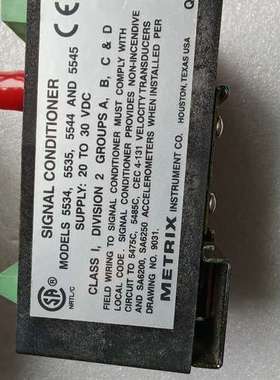 SIGNAL CONDITIONER
MODELS 5534, 5535, 5544 AND 5545
SUPPLY: 20 TO 30 VDC
CLASS I, DIVISION 2 GROUPS A, B, C & D
FIELD WIRING TO SIGNAL CONDITIONER MUST COMPLY WITH
LOCAL CODE. SIGNAL CONDITIONER PROVIDES NON-INCENDIVE
CIRCUIT TO 5475C, 5485C, CEC 4-131 VELOCITY TRANSDUCERS
AND SA6200, SA6250 ACCELEROMETERS WHEN INSTALLED PER
DRAWING NO. 9031.
METRIX INSTRUMENT CO.
HOUSTON, TEXAS USA
CE
SA
NRTL/C